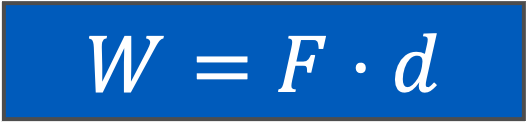 W = F · d